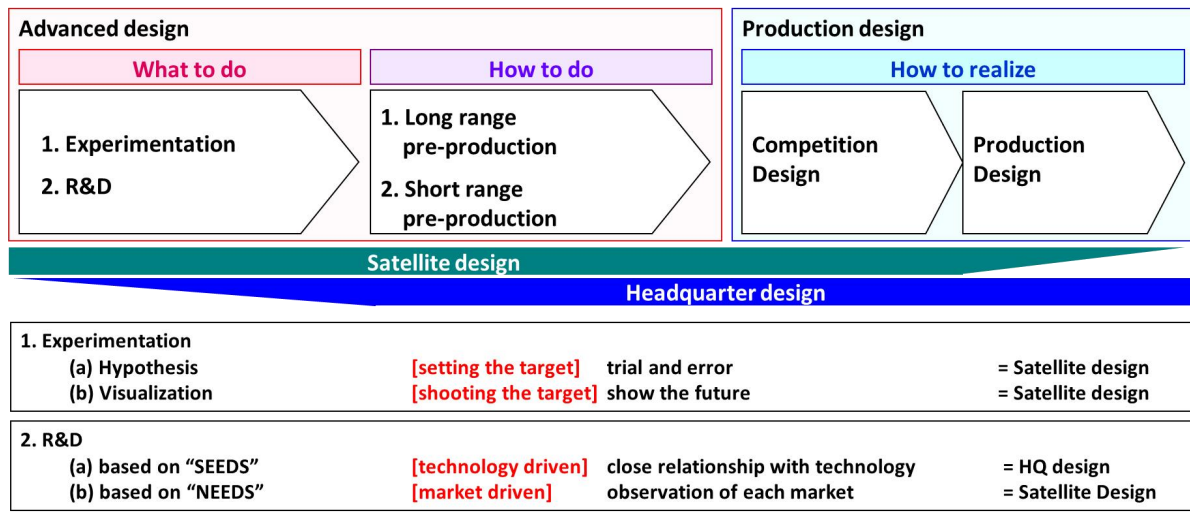 Advanced design
What to do
How to do
1. Experimentation
2. R&D
1. Long range
pre-production
2. Short range
pre-production
Production design
How to realize
Competition
Design
Production
Design
Satellite design
Headquarter design
1. Experimentation
(a) Hypothesis [setting the target] trial and error = Satellite design
(b) Visualization [shooting the target] show the future = Satellite design
2. R&D
(a) based on “SEEDS” [technology driven] close relationship with technology = HQ design
(b) based on “NEEDS” [market driven] observation of each market = Satellite Design